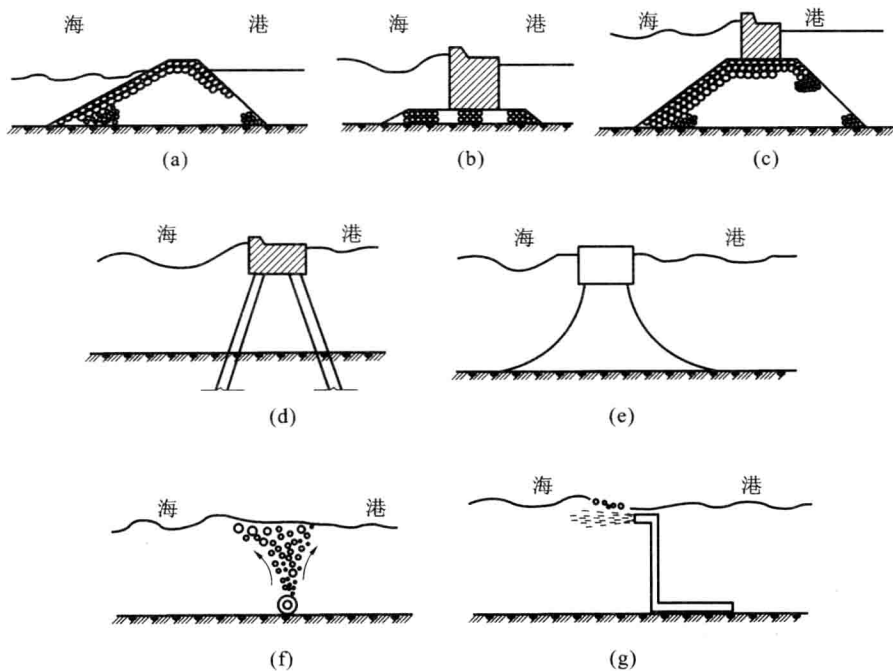 海 港 海 港 海 港
(a) (b) (c)
海 港 海 港
(d) (e)
海 港 海 港
(f) (g)